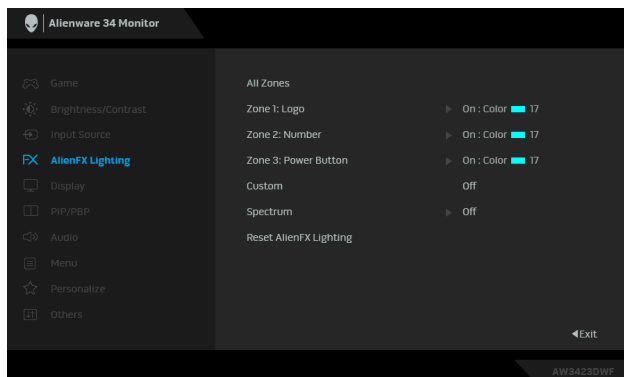 Alienware 34 Monitor
Game
All Zones
Brightness/Contrast
Zone 1: Logo
On : Color 17
Input Source
Zone 2: Number
On : Color 17
FX AlienFX Lighting
Zone 3: Power Button
On : Color 17
Display
Custom
Off
PIP/PBP
Spectrum
Off
Audio
Reset AlienFX Lighting
Menu
Personalize
Others
Exit
AW3423DWF